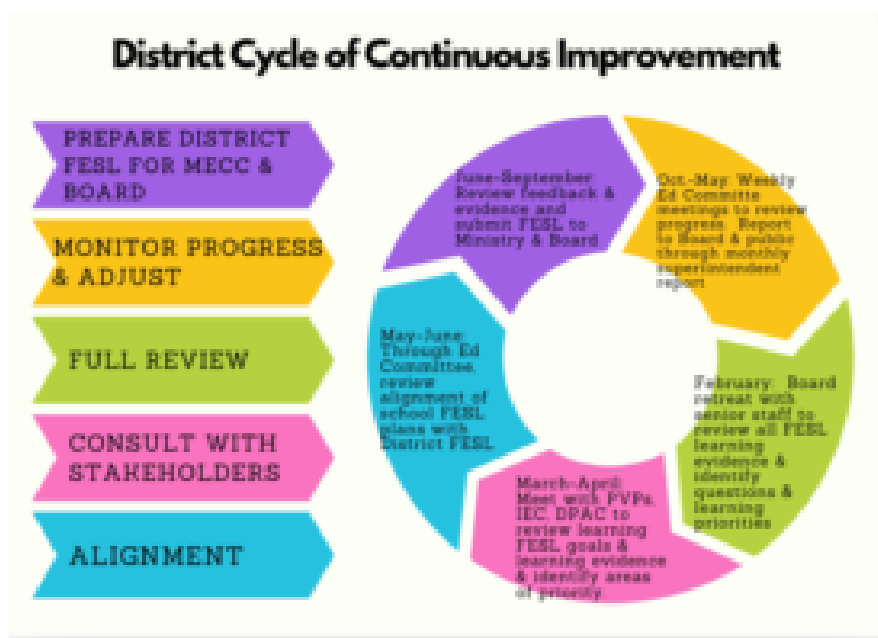 District Cycle of Continuous Improvement
PREPARE DISTRICT
FESL FOR MECC &
BOARD
MONITOR PROGRESS
& ADJUST
FULL REVIEW
CONSULT WITH
STAKEHOLDERS
ALIGNMENT
June-September:
Review feedback &
evidence and
submit FESL to
Ministry & Board
Oct.-May: Weekly
Ed Committe
meetings to review
progress. Report
to Board & public
through monthly
superintendent
report
February: Board
retreat with
senior staff to
review all FESL
learning
evidence &
identify
questions &
learning
priorities
March-April:
Meet with PVPs,
IEC, DPAC to
review learning
FESL goals &
learning evidence
& identify areas
of priority.
May-June:
Through Ed
Committee,
review
alignment of
school FESL
plans with
District FESL